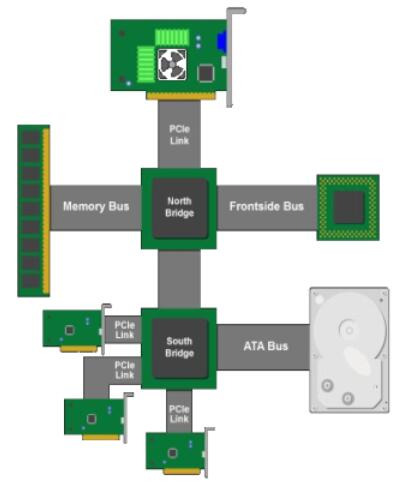 PCIe
Link
Memory Bus
North
Bridge
Frontside Bus
PCIe
Link
South
Bridge
ATA Bus
PCIe
Link
PCIe
Link